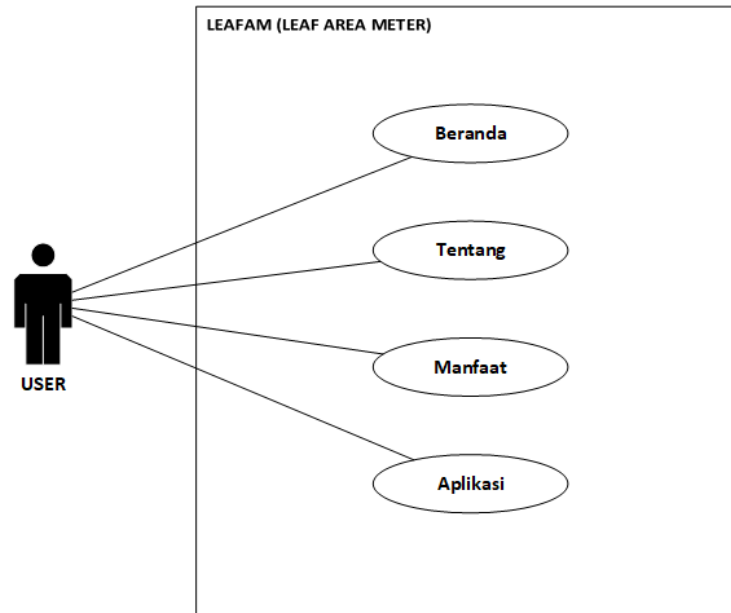 LEAFAM (LEAF AREA METER)
Beranda
Tentang
Manfaat
Aplikasi
USER